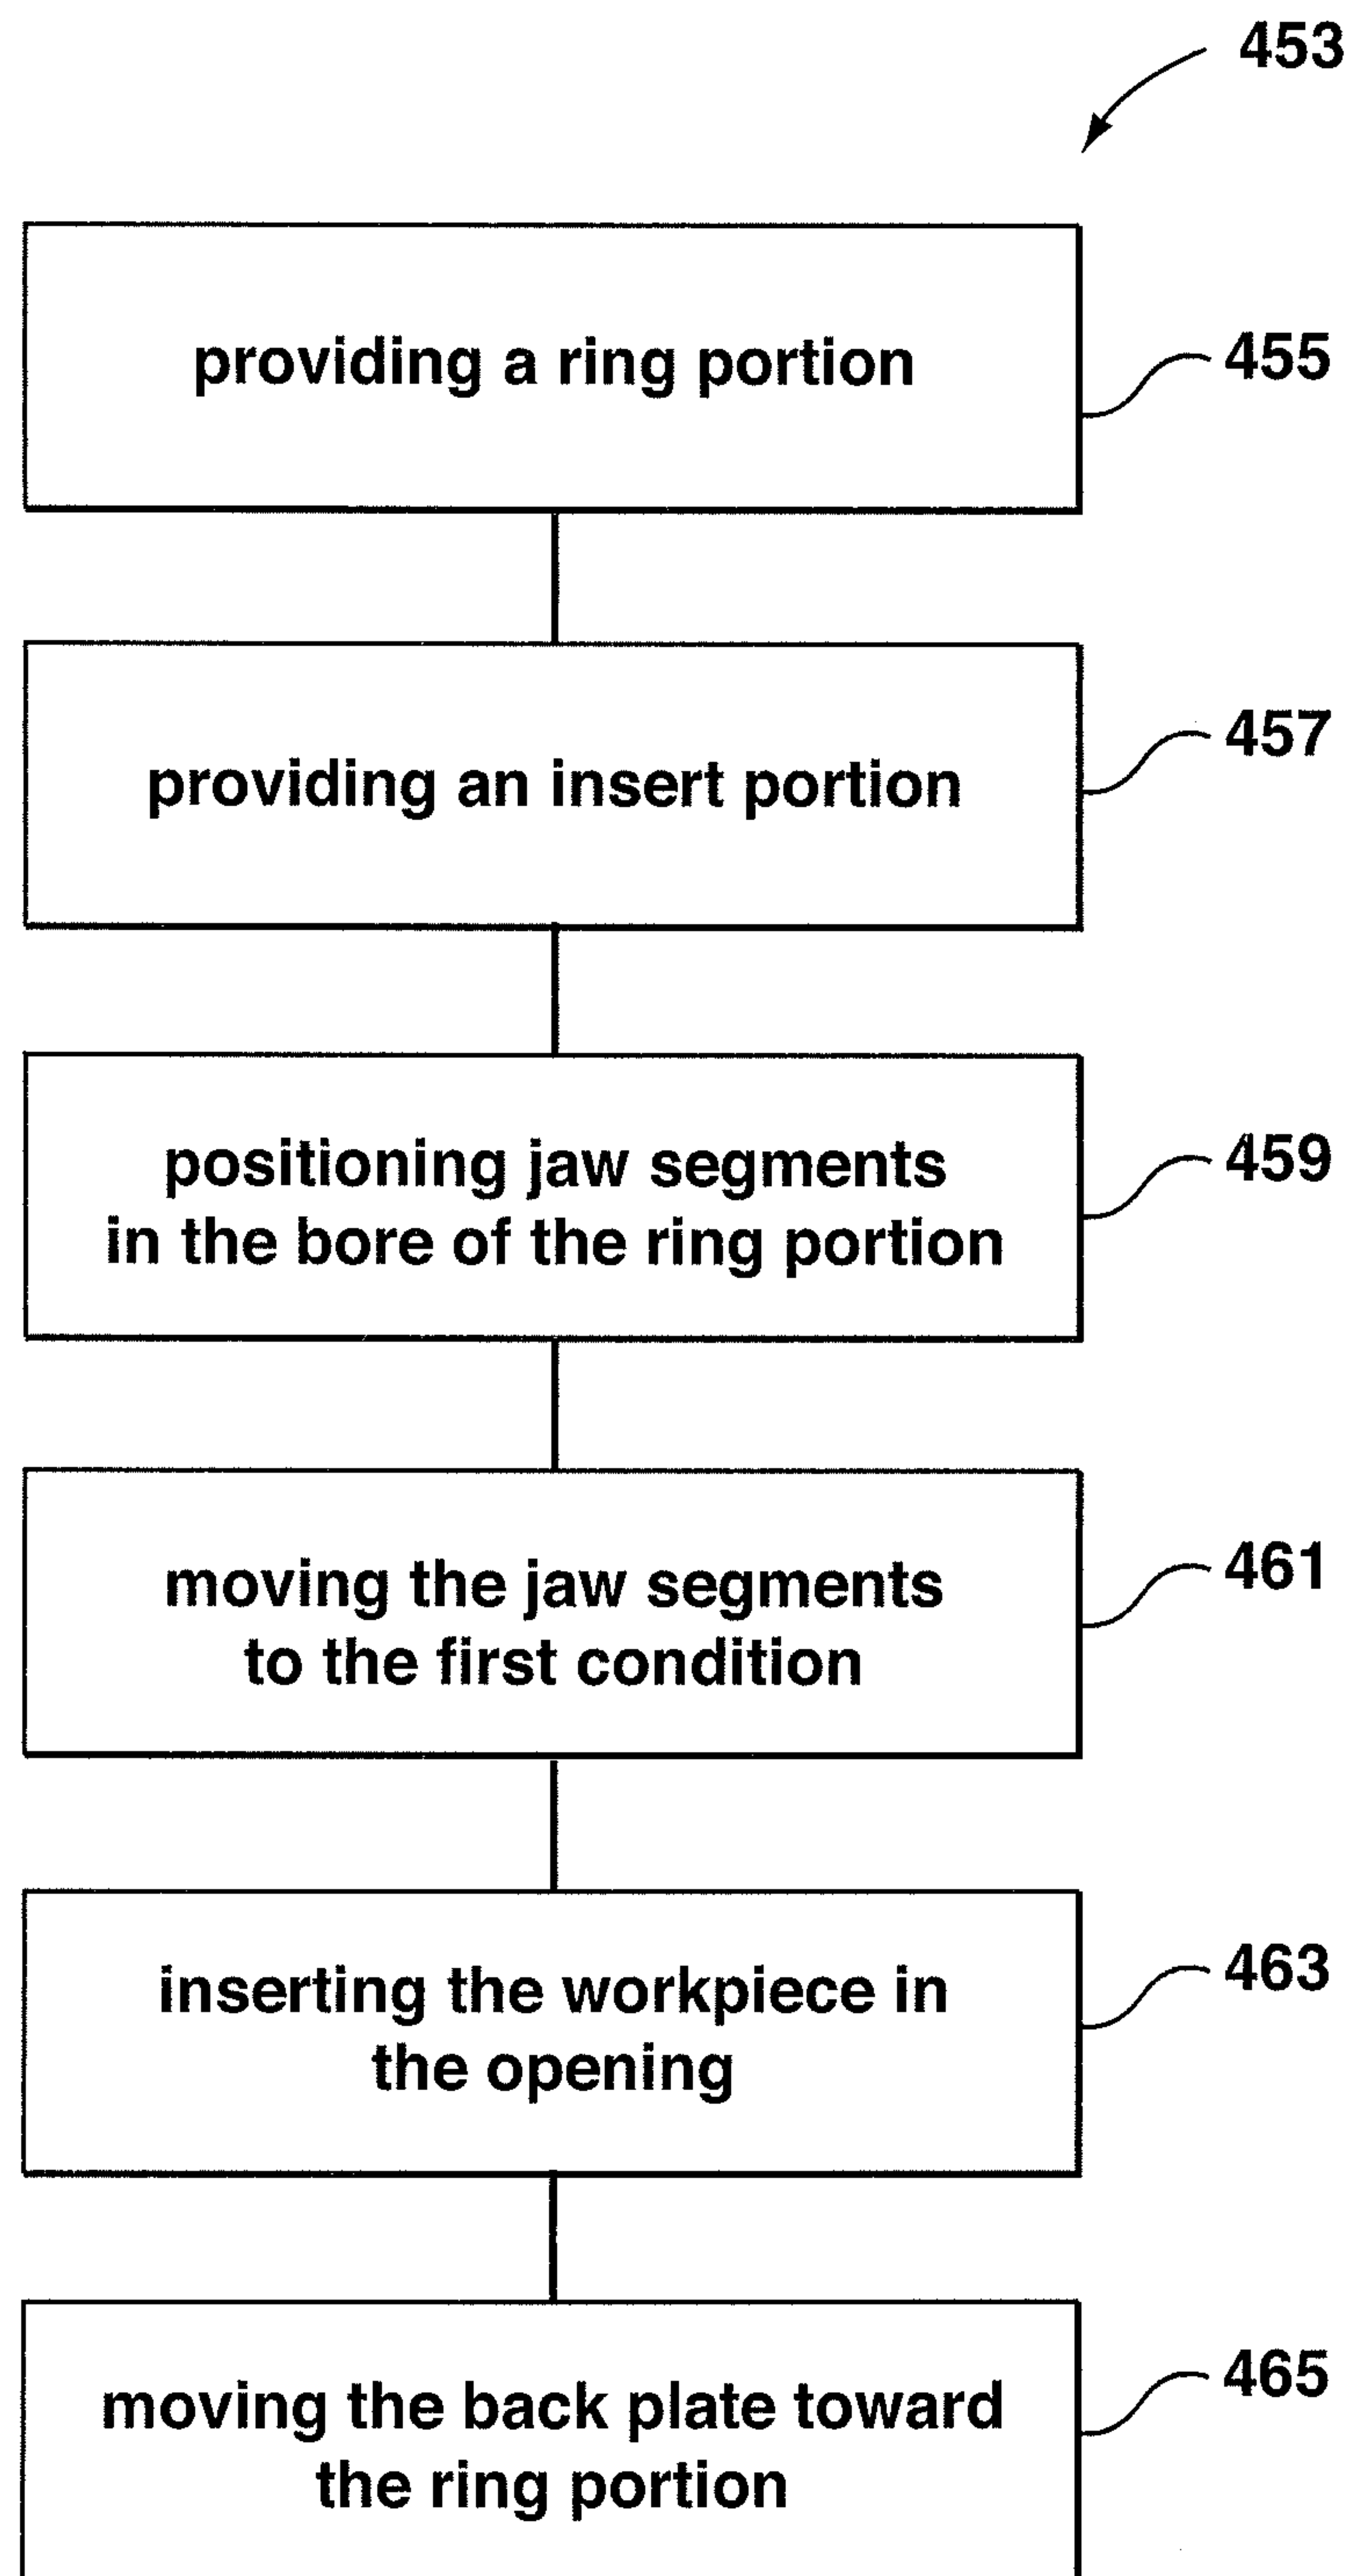 453
providing a ring portion
455
providing an insert portion
457
positioning jaw segments
in the bore of the ring portion
459
moving the jaw segments
to the first condition
461
inserting the workpiece in
the opening
463
moving the back plate toward
the ring portion
465